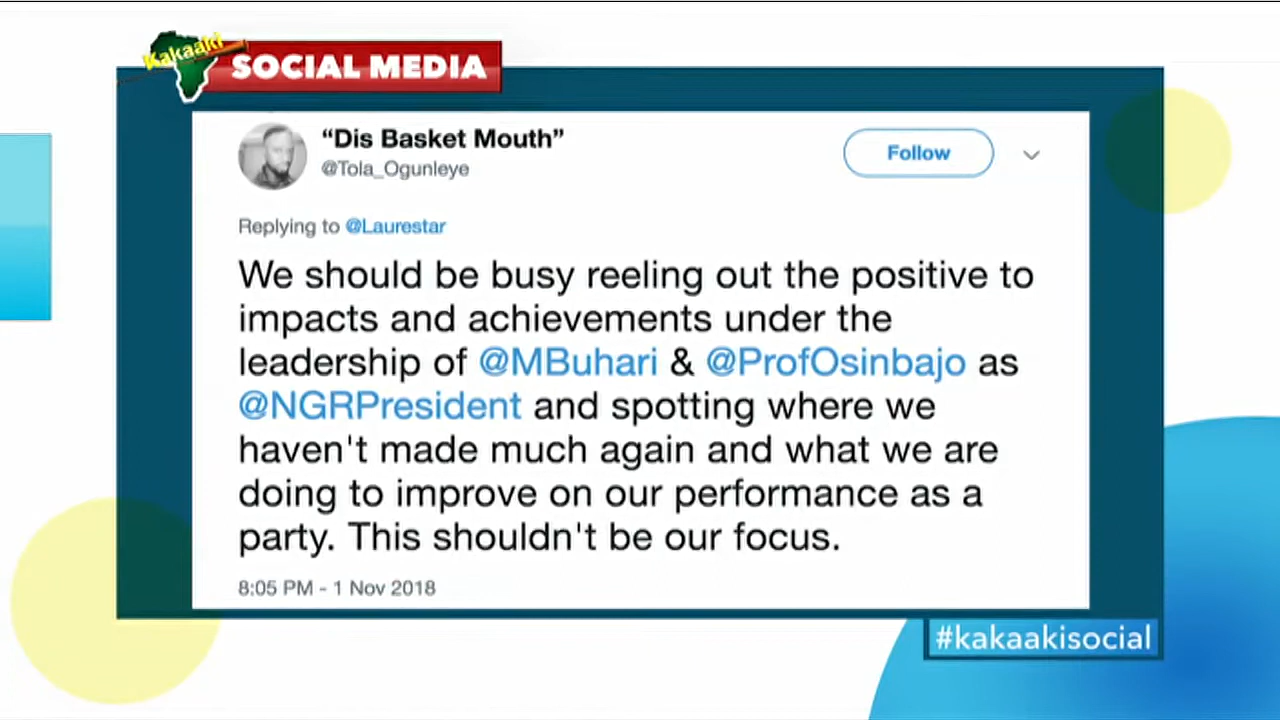 Kakaaki
SOCIAL MEDIA
“Dis Basket Mouth”
@Tola_Ogunleye
Follow
Replying to @Laurestar
We should be busy reeling out the positive to
impacts and achievements under the
leadership of @MBuhari & @ProfOsinbajo as
@NGRPresident and spotting where we
haven't made much again and what we are
doing to improve on our performance as a
party. This shouldn't be our focus.
8:05 PM - 1 Nov 2018
#kakaakisocial